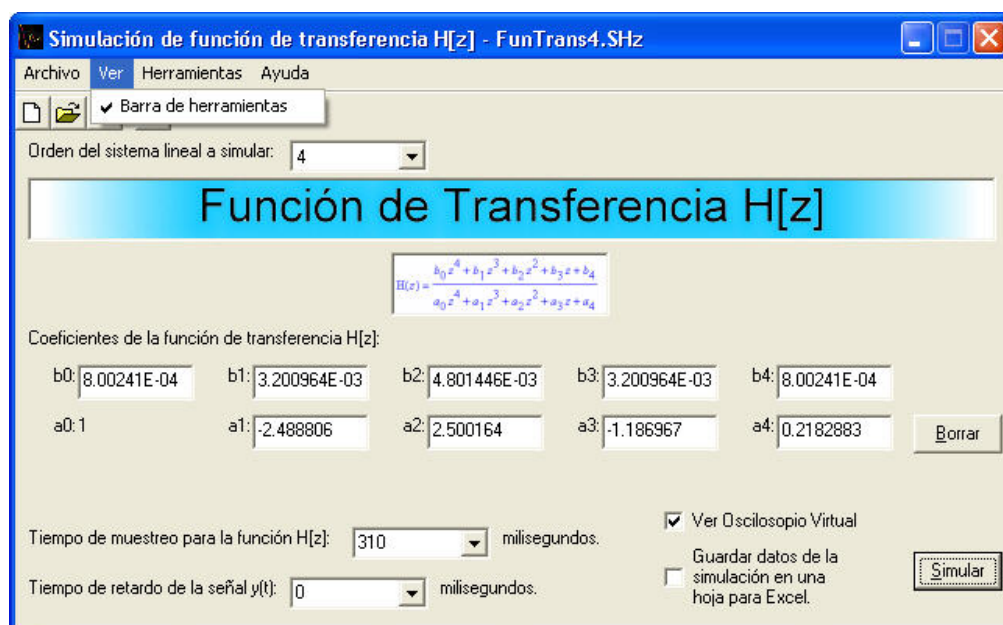 Simulación de función de transferencia H[z] - FunTrans4.SHz
Archivo Ver Herramientas Ayuda
Barra de herramientas
Orden del sistema lineal a simular: 4
Función de Transferencia H[z]
H(z) = (b₀z⁴+b₁z³+b₂z²+b₃z+b₄) / (a₀z⁴+a₁z³+a₂z²+a₃z+a₄)
Coeficientes de la función de transferencia H[z]:
b0: 8.00241E-04 b1: 3.200964E-03 b2: 4.801446E-03 b3: 3.200964E-03 b4: 8.00241E-04
a0: 1 a1: -2.488806 a2: 2.500164 a3: -1.186967 a4: 0.2182883 Borrar
Ver Oscilosopio Virtual
Tiempo de muestreo para la función H[z]: 310 milisegundos.
Guardar datos de la
simulación en una
hoja para Excel.
Simular
Tiempo de retardo de la señal y(t): 0 milisegundos.